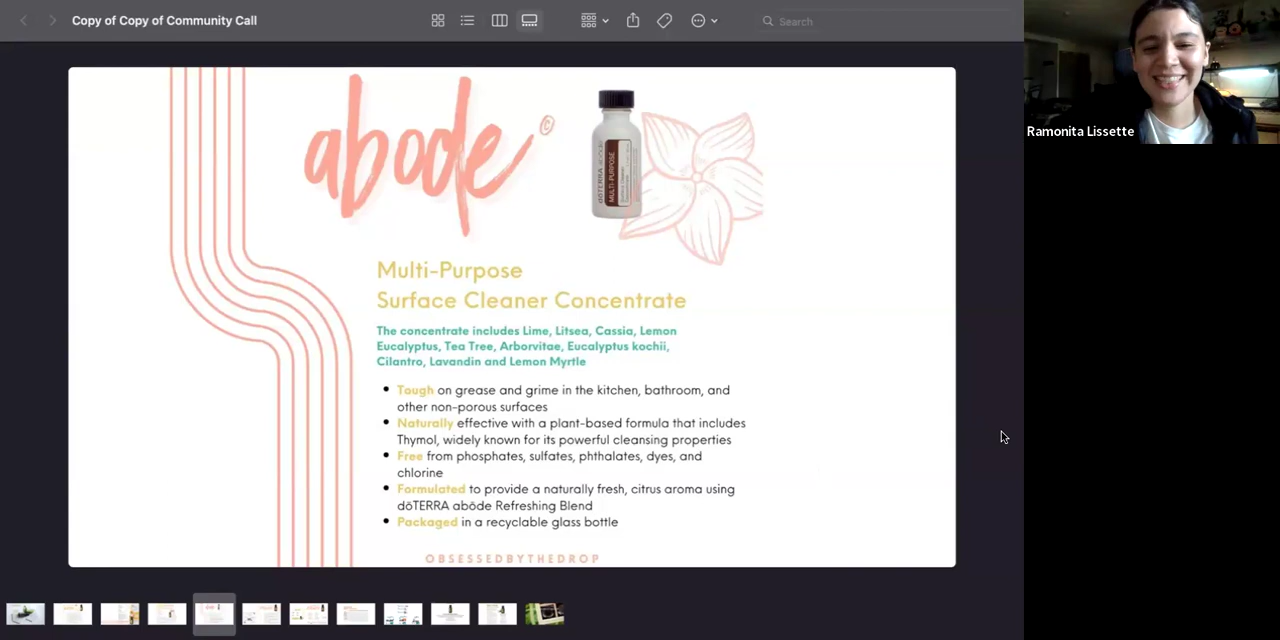 Copy of Copy of Community Call
Search
Ramonita Lissette
abode ©
dōTERRA abōde
MULTI-PURPOSE
Multi-Purpose
Surface Cleaner Concentrate
The concentrate includes Lime, Litsea, Cassia, Lemon
Eucalyptus, Tea Tree, Arborvitae, Eucalyptus kochii,
Cilantro, Lavandin and Lemon Myrtle
• Tough on grease and grime in the kitchen, bathroom, and
other non-porous surfaces
• Naturally effective with a plant-based formula that includes
Thymol, widely known for its powerful cleansing properties
• Free from phosphates, sulfates, phthalates, dyes, and
chlorine
• Formulated to provide a naturally fresh, citrus aroma using
dōTERRA abōde Refreshing Blend
• Packaged in a recyclable glass bottle
OBSESSEDBYTHEDROP